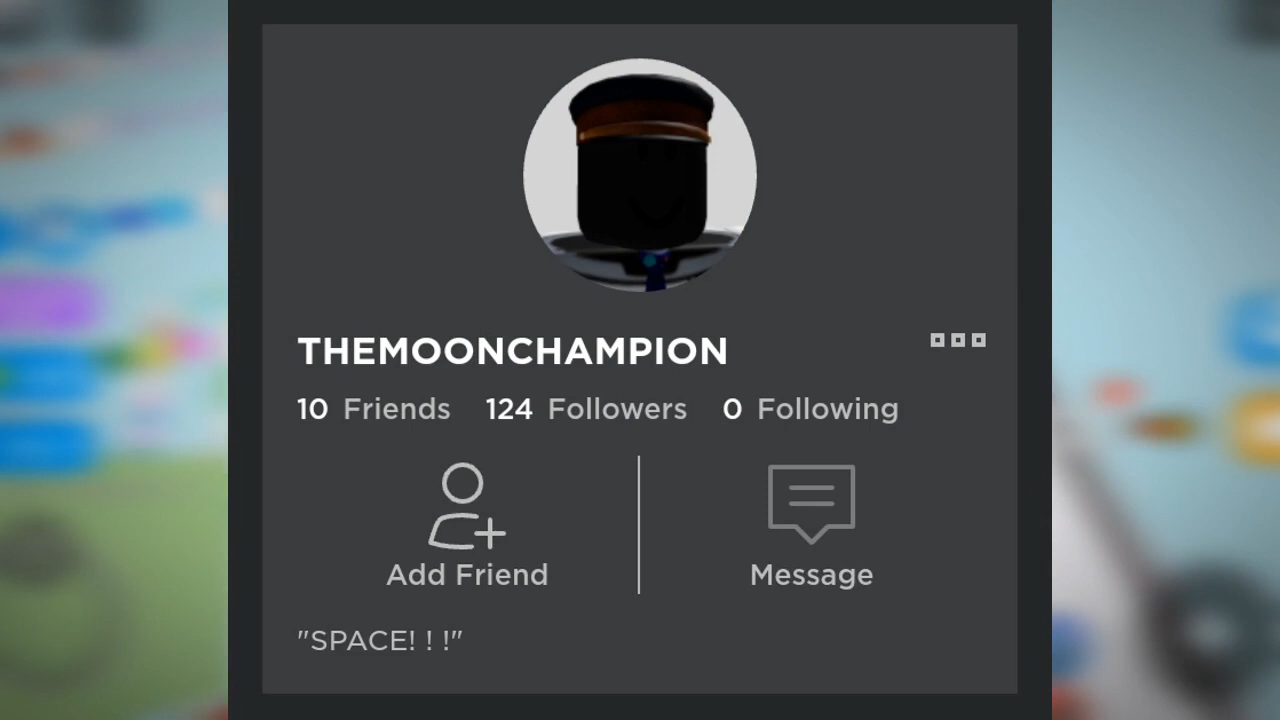 THEMOONCHAMPION
10 Friends 124 Followers 0 Following
Add Friend Message
"SPACE! ! !"